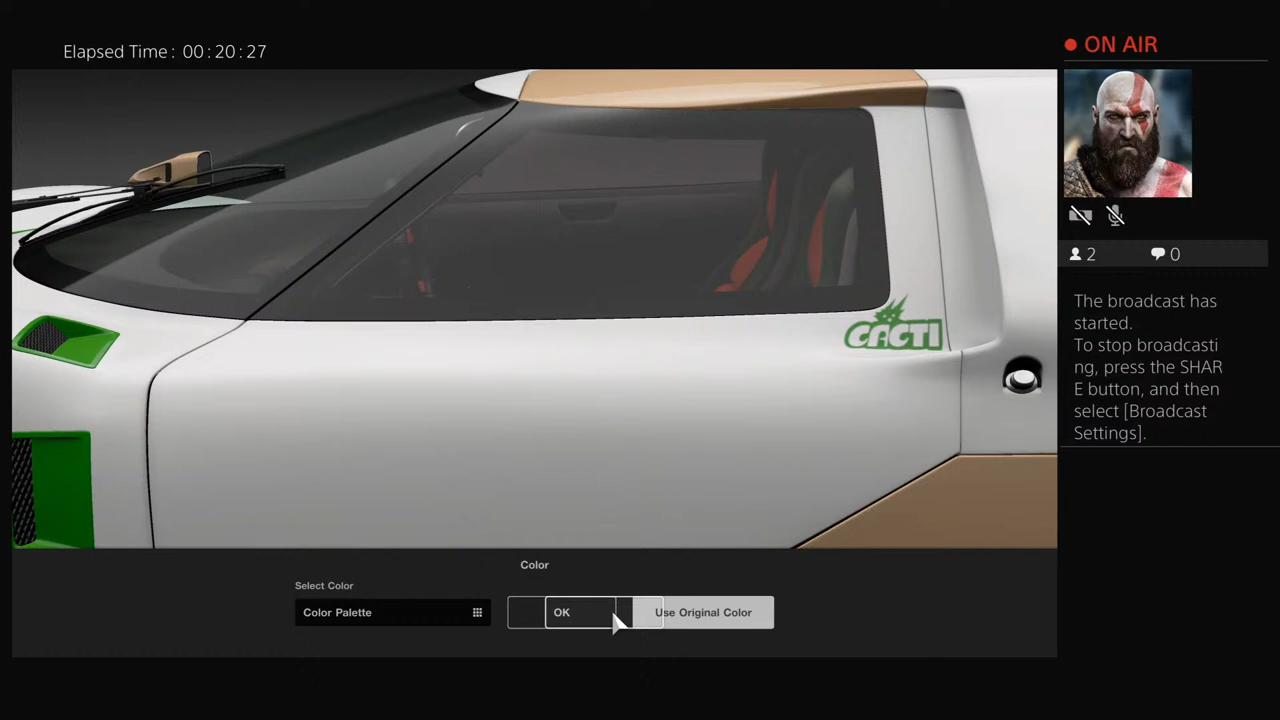 Elapsed Time: 00:20:27
ON AIR
2
0
The broadcast has
started.
To stop broadcasti
ng, press the SHAR
E button, and then
select [Broadcast
Settings].
CACTI
Color
Select Color
Color Palette
OK
Use Original Color